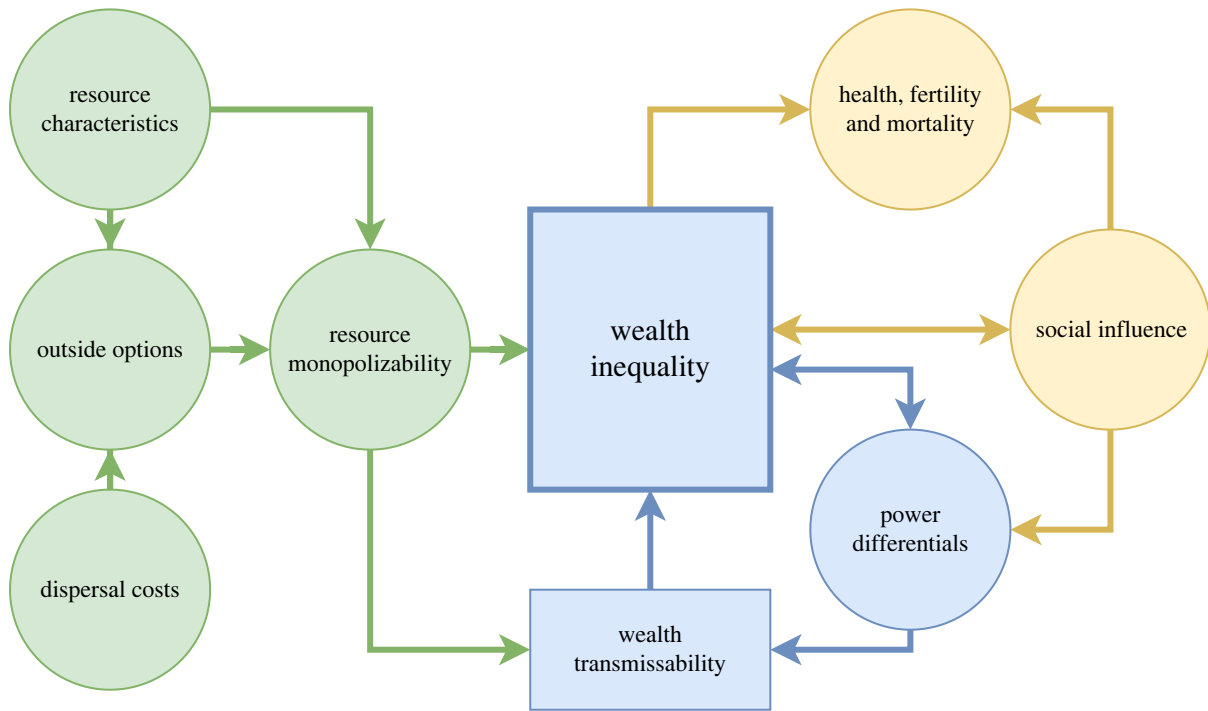 resource
characteristics
health, fertility
and mortality
outside options
resource
monopolizability
wealth
inequality
social influence
power
differentials
dispersal costs
wealth
transmissability